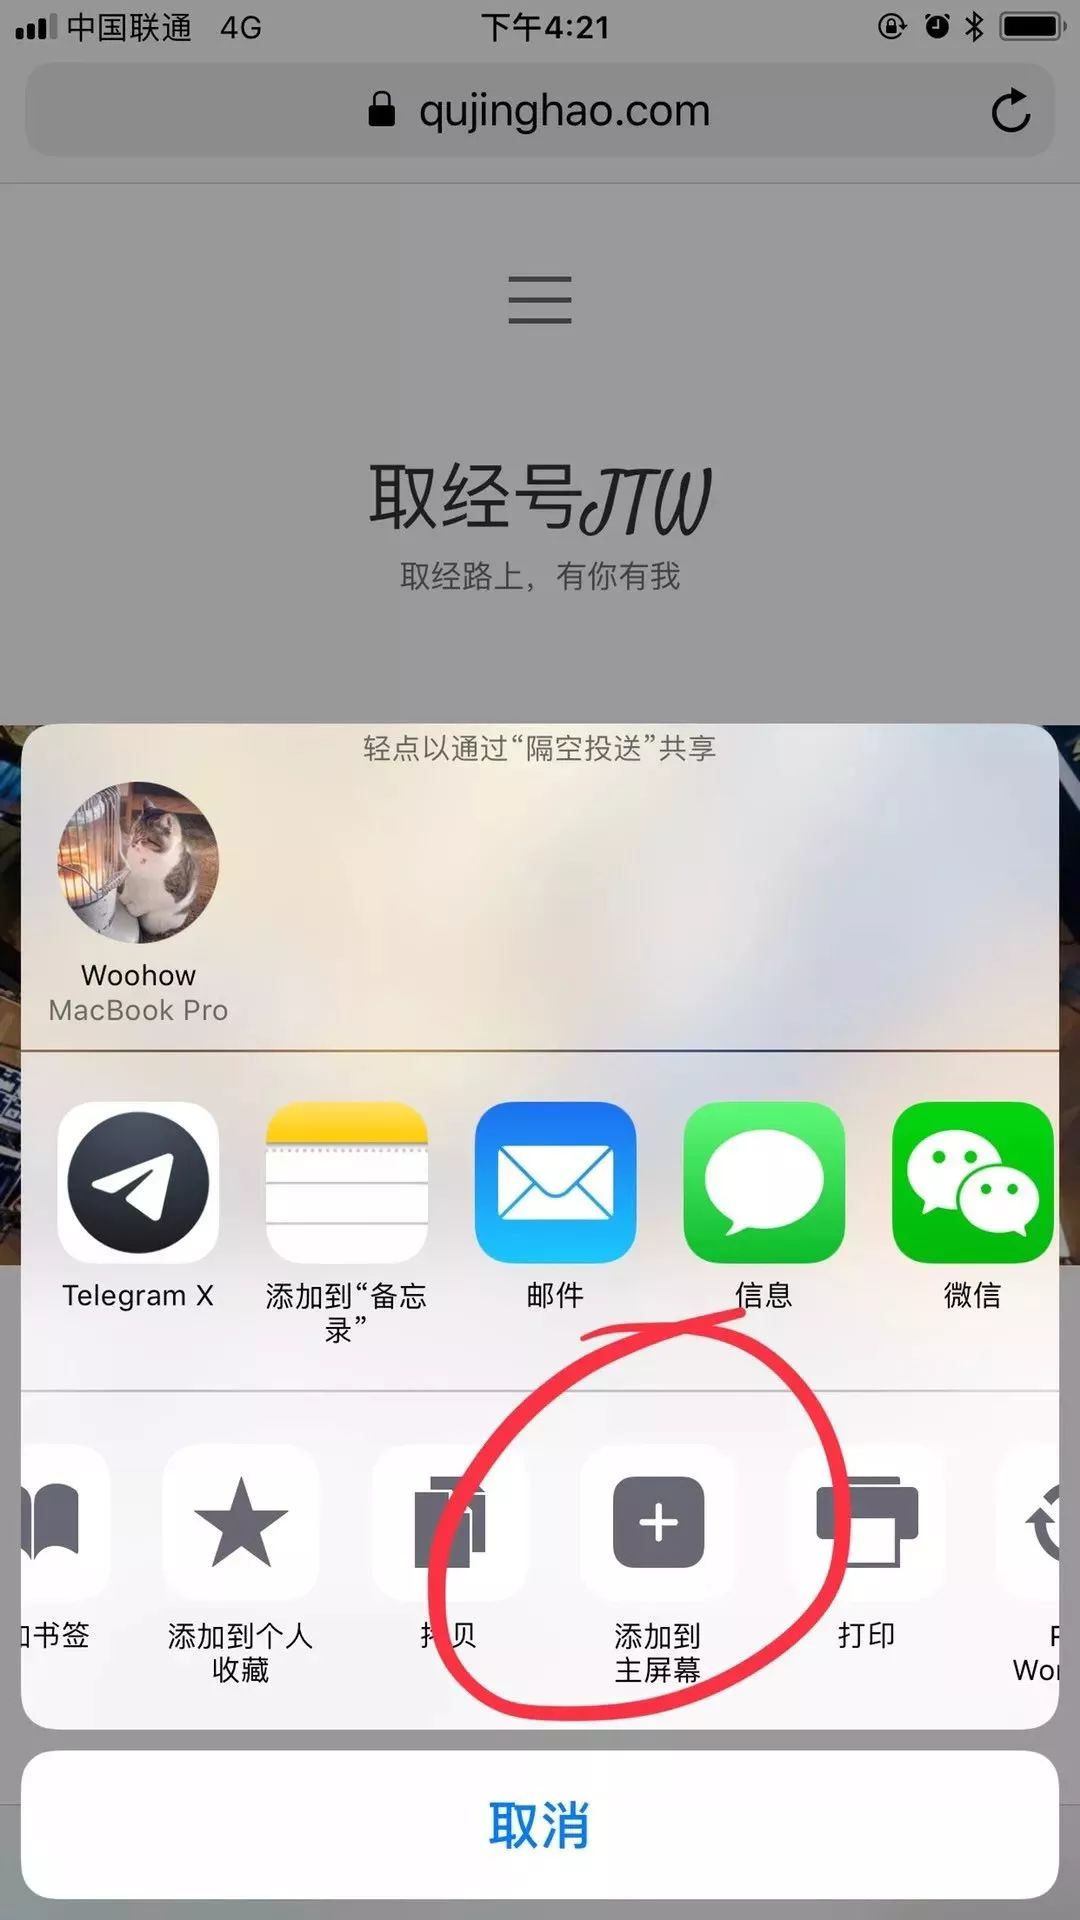 中国联通 4G 下午4:21
qujinghao.com
取经号JTW
取经路上，有你有我
轻点以通过“隔空投送”共享
Woohow
MacBook Pro
Telegram X
添加到“备忘
录”
邮件
信息
微信
书签
添加到个人
收藏
拷贝
添加到
主屏幕
打印
取消